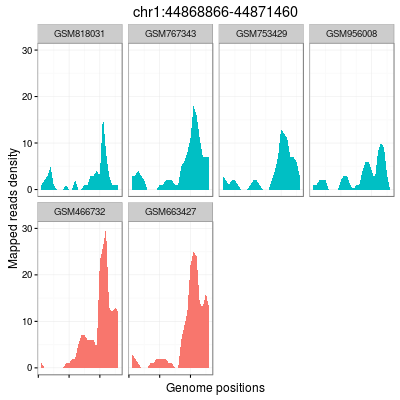 chr1:44868866-44871460
GSM818031 GSM767343 GSM753429 GSM956008
30
20
10
0
Mapped reads density
GSM466732 GSM663427
30
20
10
0
Genome positions